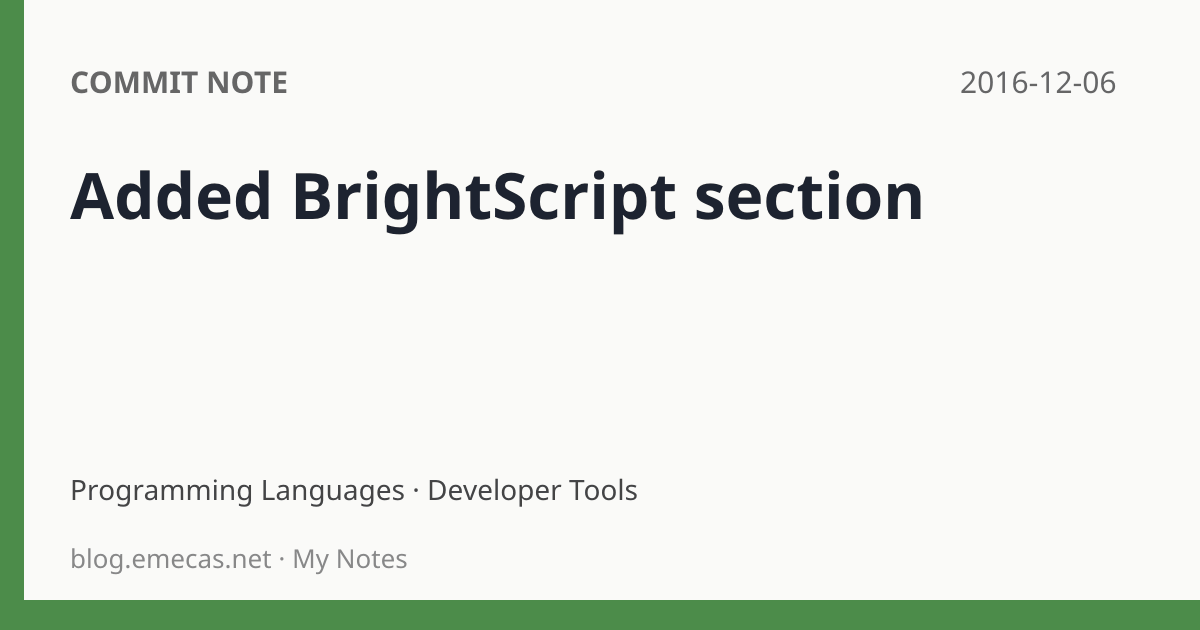 COMMIT NOTE
2016-12-06
Added BrightScript section
Programming Languages · Developer Tools
blog.emecas.net · My Notes